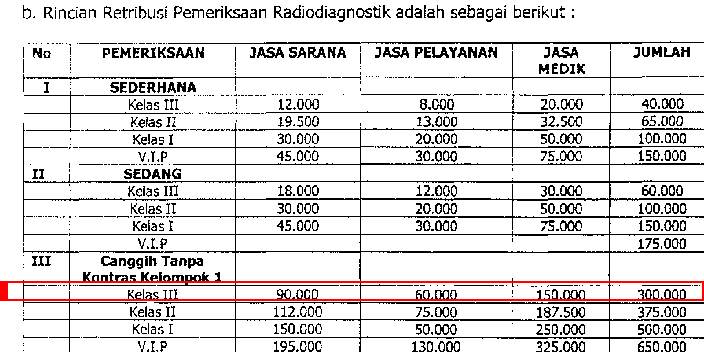 b. Rincian Retribusi Pemeriksaan Radiodiagnostik adalah sebagai berikut :
No PEMERIKSAAN JASA SARANA JASA PELAYANAN JASA MEDIK JUMLAH
I SEDERHANA
Kelas III 12.000 8.000 20.000 40.000
Kelas II 19.500 13.000 32.500 65.000
Kelas I 30.000 20.000 50.000 100.000
V.I.P 45.000 30.000 75.000 150.000
II SEDANG
Kelas III 18.000 12.000 30.000 60.000
Kelas II 30.000 20.000 50.000 100.000
Kelas I 45.000 30.000 75.000 150.000
V.I.P 175.000
III Canggih Tanpa
Kontras Kelompok 1
Kelas III 90.000 60.000 150.000 300.000
Kelas II 112.000 75.000 187.500 375.000
Kelas I 150.000 50.000 250.000 500.000
V.I.P 195.000 130.000 325.000 650.000